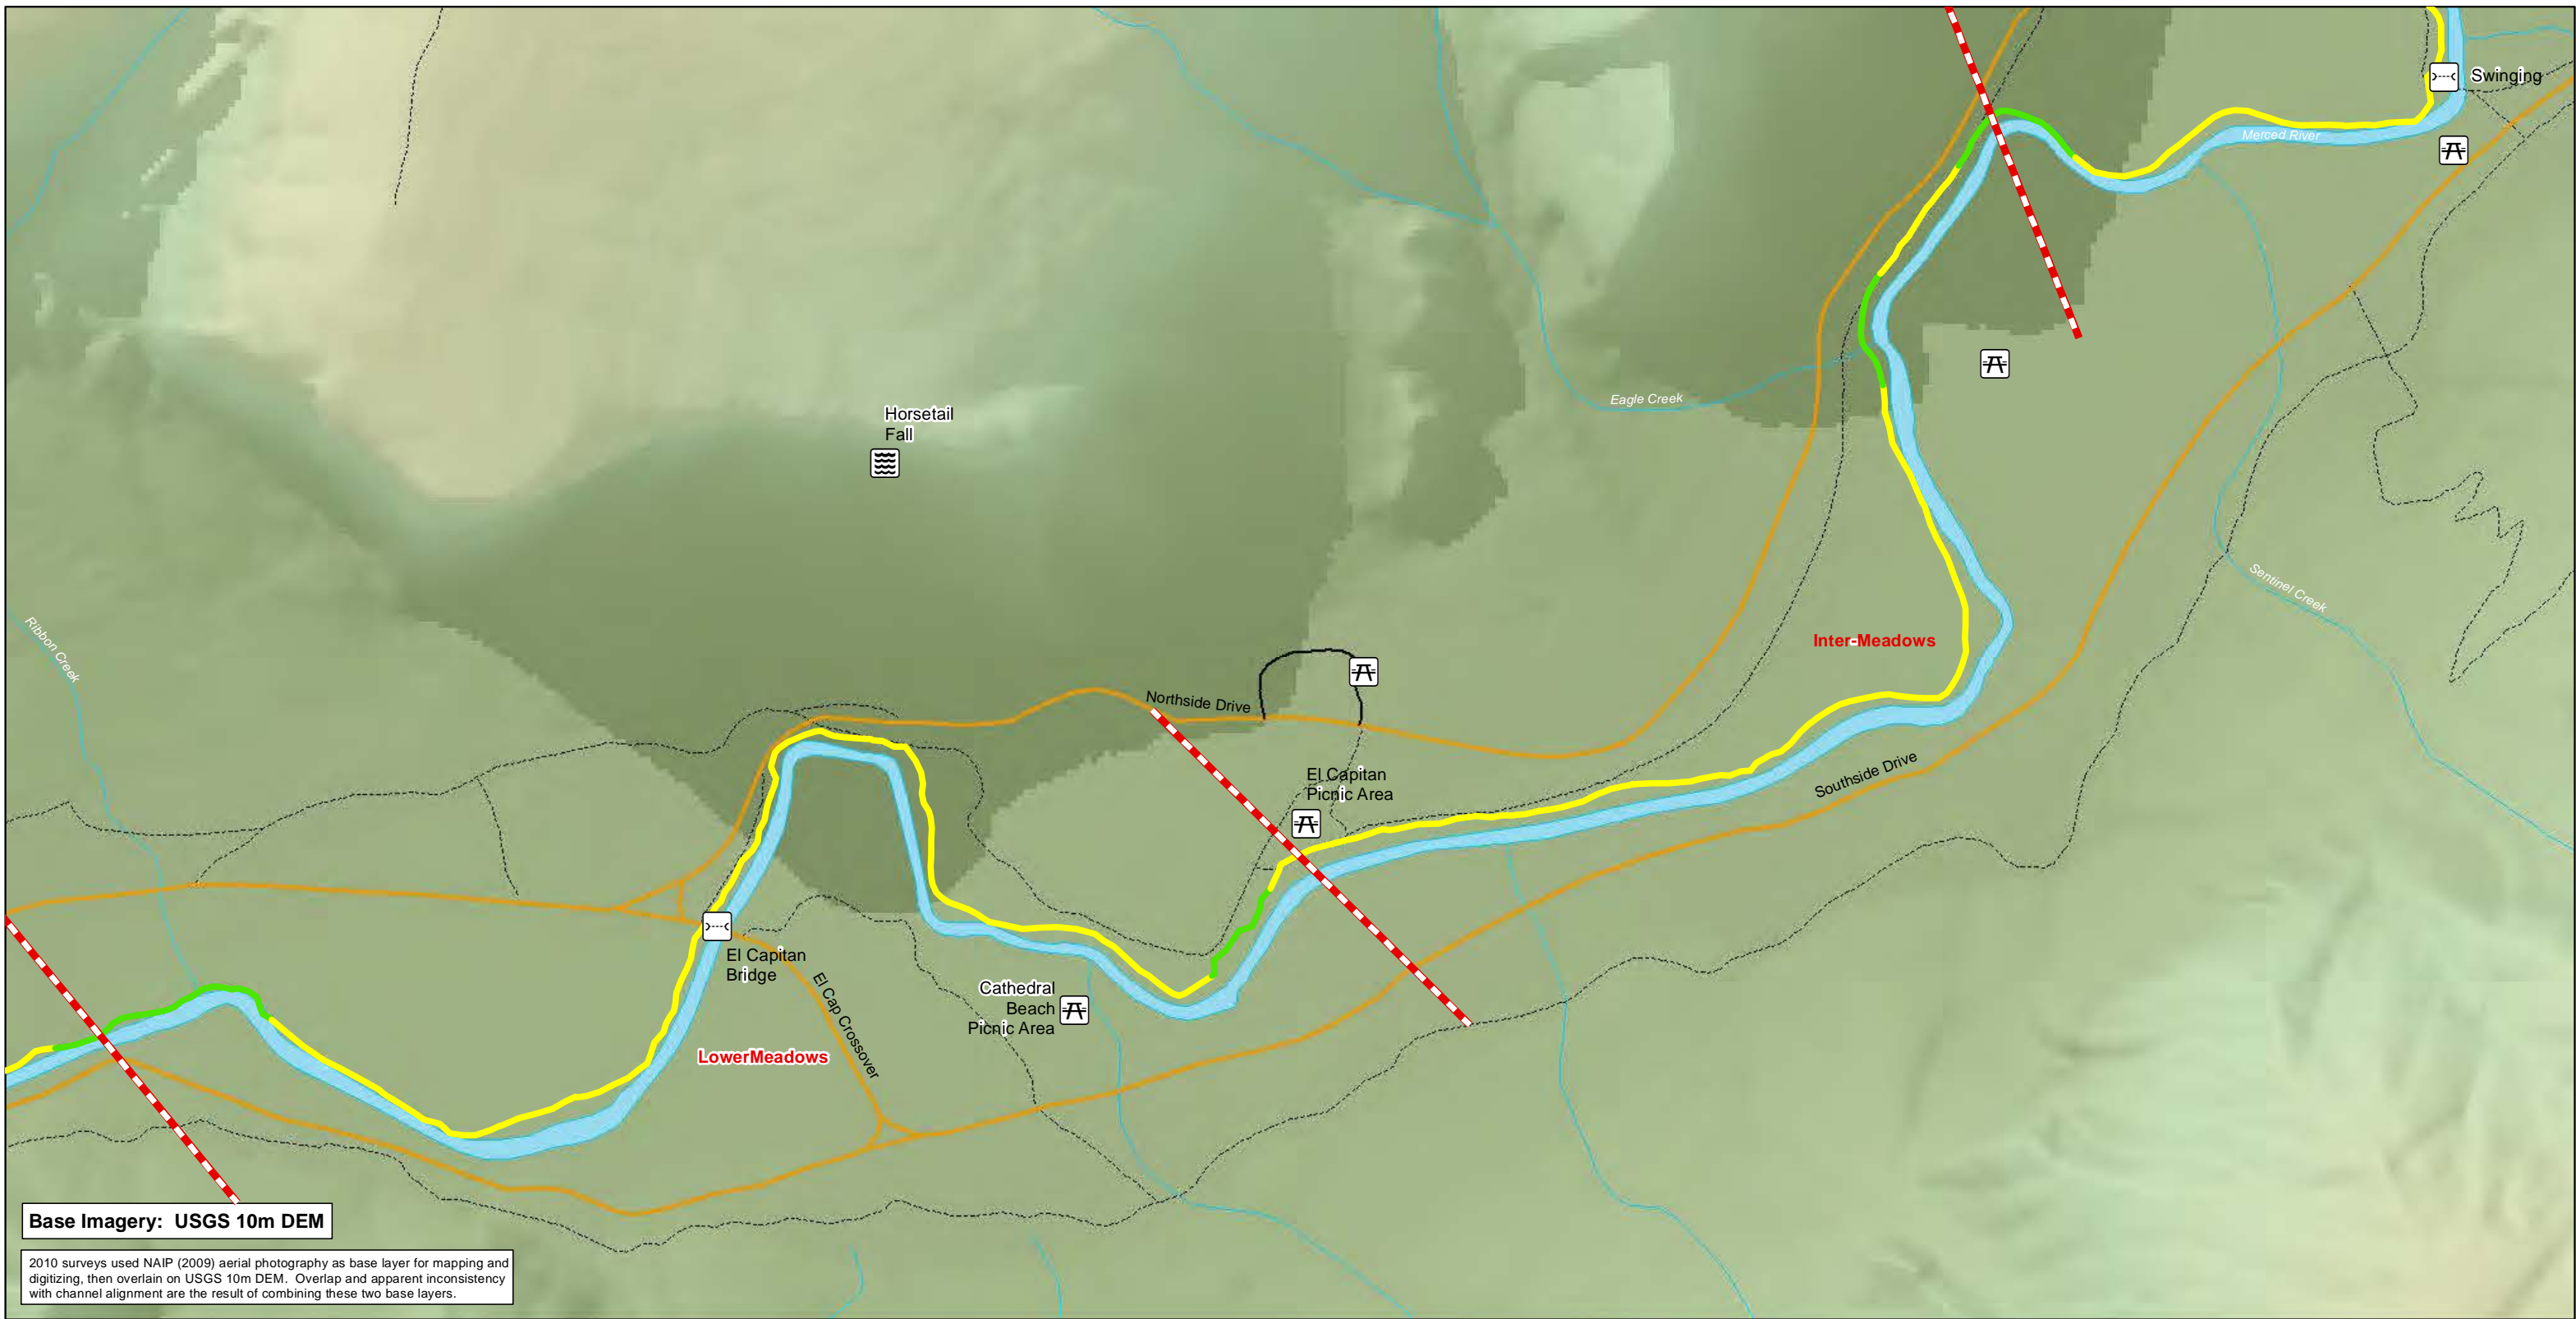 Swinging
Merced River
Horsetail
Fall
Eagle Creek
Sentinel Creek
Ribbon Creek
Inter-Meadows
Northside Drive
El Capitan
Picnic Area
Southside Drive
El Capitan
Bridge
El Cap Crossover
Cathedral
Beach
Picnic Area
LowerMeadows
Base Imagery: USGS 10m DEM
2010 surveys used NAIP (2009) aerial photography as base layer for mapping and
digitizing, then overlain on USGS 10m DEM. Overlap and apparent inconsistency
with channel alignment are the result of combining these two base layers.